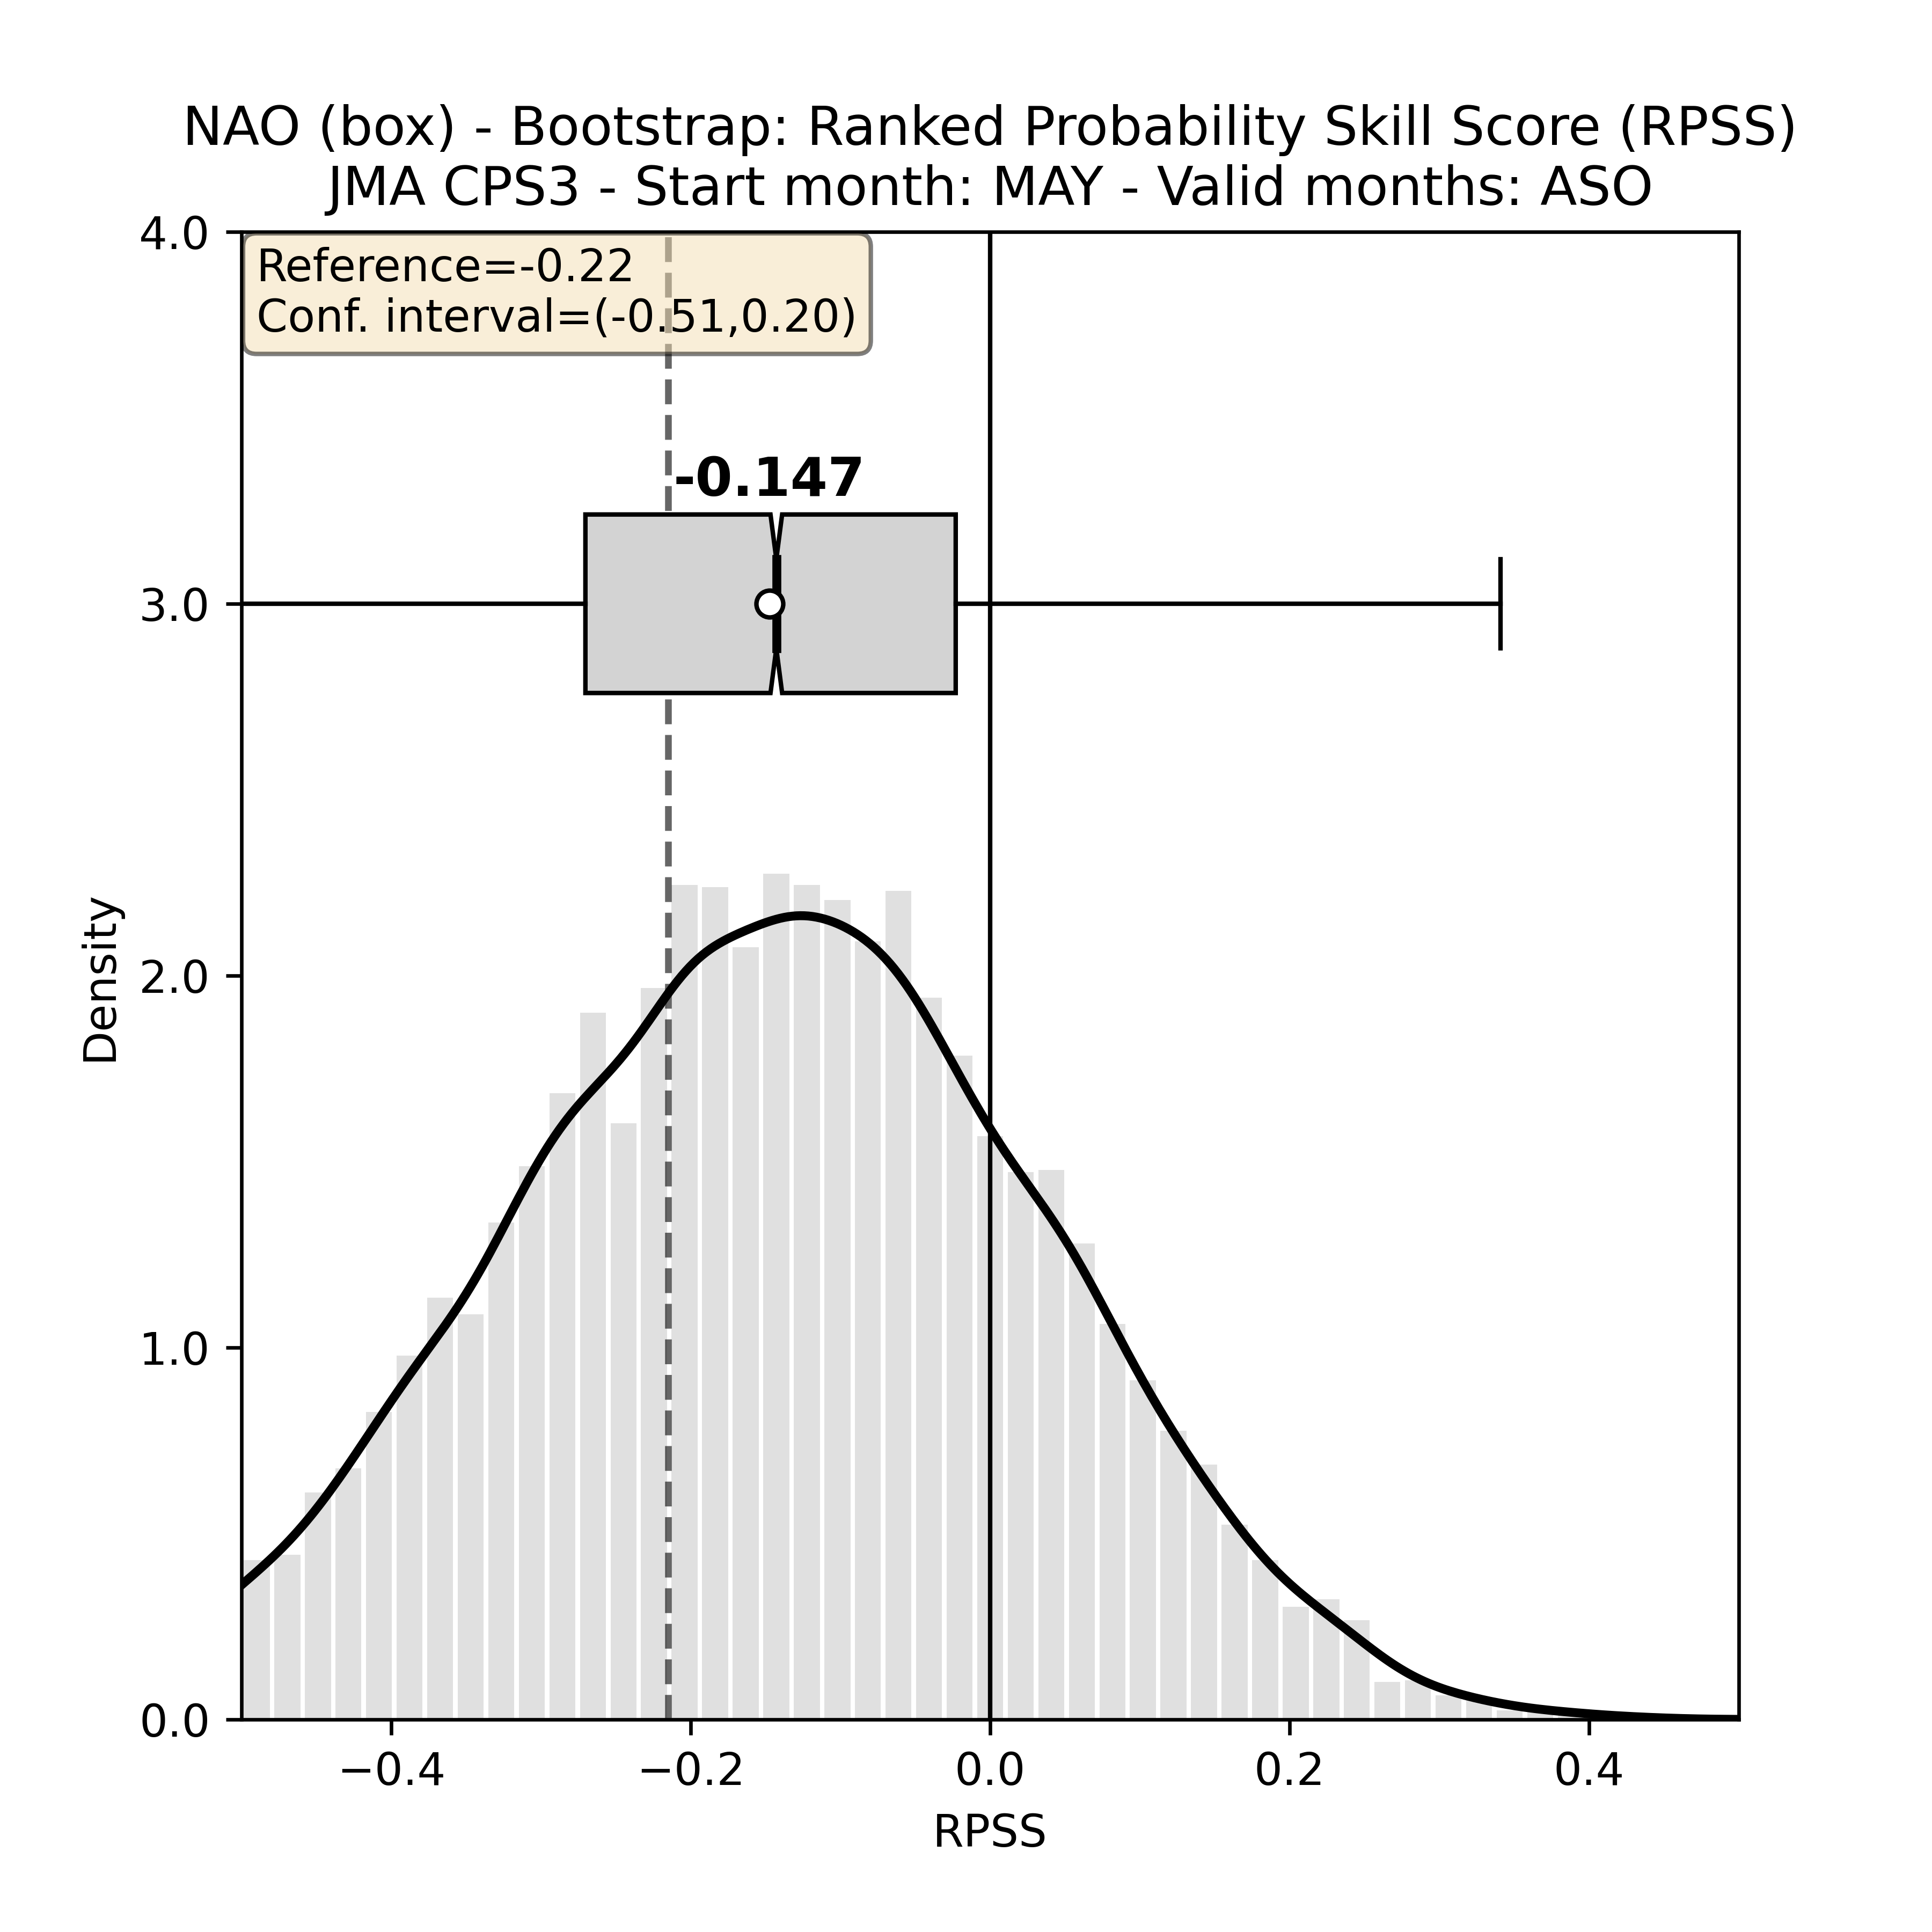 NAO (box) - Bootstrap: Ranked Probability Skill Score (RPSS)
JMA CPS3 - Start month: MAY - Valid months: ASO
4.0
Reference=-0.22
Conf. interval=(-0.51,0.20)
-0.147
3.0
2.0
Density
1.0
0.0
−0.4 −0.2 0.0 0.2 0.4
RPSS